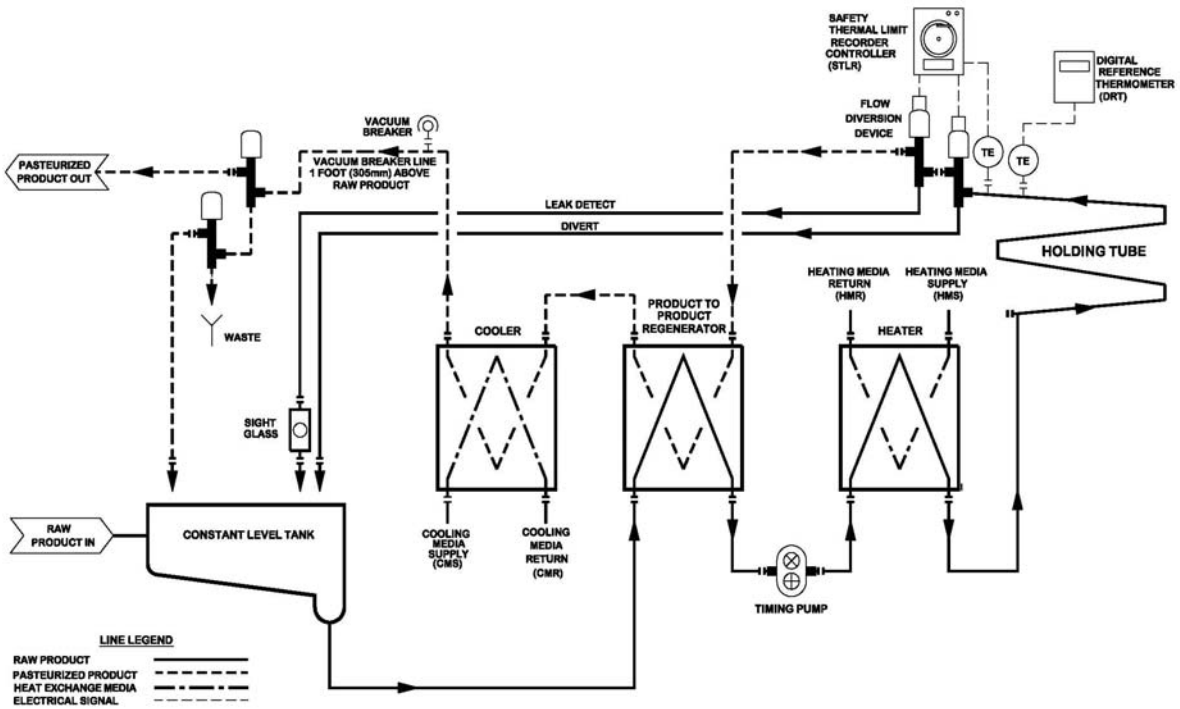 SAFETY
THERMAL LIMIT
RECORDER
CONTROLLER
(STLR)
DIGITAL
REFERENCE
THERMOMETER
(DRT)
FLOW
DIVERSION
DEVICE
TE
TE
VACUUM
BREAKER
VACUUM BREAKER LINE
1 FOOT (305mm) ABOVE
RAW PRODUCT
PASTEURIZED
PRODUCT OUT
LEAK DETECT
DIVERT
HOLDING TUBE
HEATING MEDIA
RETURN
(HMR)
HEATING MEDIA
SUPPLY
(HMS)
PRODUCT TO
PRODUCT
REGENERATOR
COOLER
HEATER
WASTE
SIGHT
GLASS
RAW
PRODUCT IN
CONSTANT LEVEL TANK
COOLING
MEDIA
SUPPLY
(CMS)
COOLING
MEDIA
RETURN
(CMR)
TIMING PUMP
LINE LEGEND
RAW PRODUCT
PASTEURIZED PRODUCT
HEAT EXCHANGE MEDIA
ELECTRICAL SIGNAL